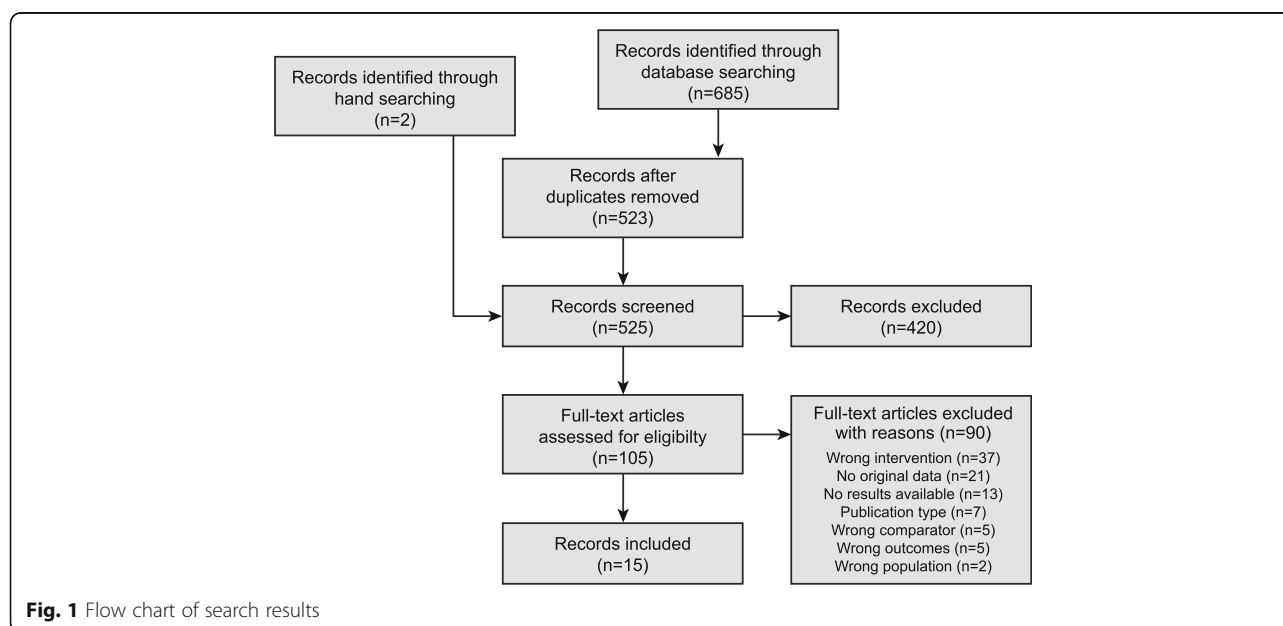 Records identified through
hand searching
(n=2)
Records identified through
database searching
(n=685)
Records after
duplicates removed
(n=523)
Records screened
(n=525)
Records excluded
(n=420)
Full-text articles
assessed for eligibilty
(n=105)
Full-text articles excluded
with reasons (n=90)
Wrong intervention (n=37)
No original data (n=21)
No results available (n=13)
Publication type (n=7)
Wrong comparator (n=5)
Wrong outcomes (n=5)
Wrong population (n=2)
Records included
(n=15)
Fig. 1 Flow chart of search results